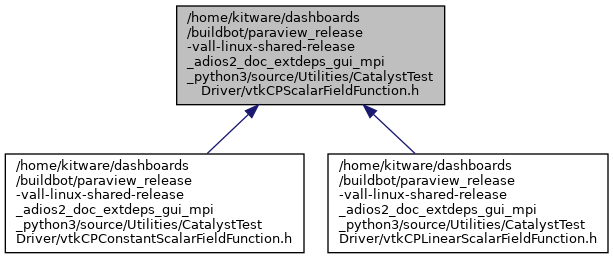 /home/kitware/dashboards
/buildbot/paraview_release
-vall-linux-shared-release
_adios2_doc_extdeps_gui_mpi
_python3/source/Utilities/CatalystTest
Driver/vtkCPScalarFieldFunction.h
/home/kitware/dashboards
/buildbot/paraview_release
-vall-linux-shared-release
_adios2_doc_extdeps_gui_mpi
_python3/source/Utilities/CatalystTest
Driver/vtkCPConstantScalarFieldFunction.h
/home/kitware/dashboards
/buildbot/paraview_release
-vall-linux-shared-release
_adios2_doc_extdeps_gui_mpi
_python3/source/Utilities/CatalystTest
Driver/vtkCPLinearScalarFieldFunction.h